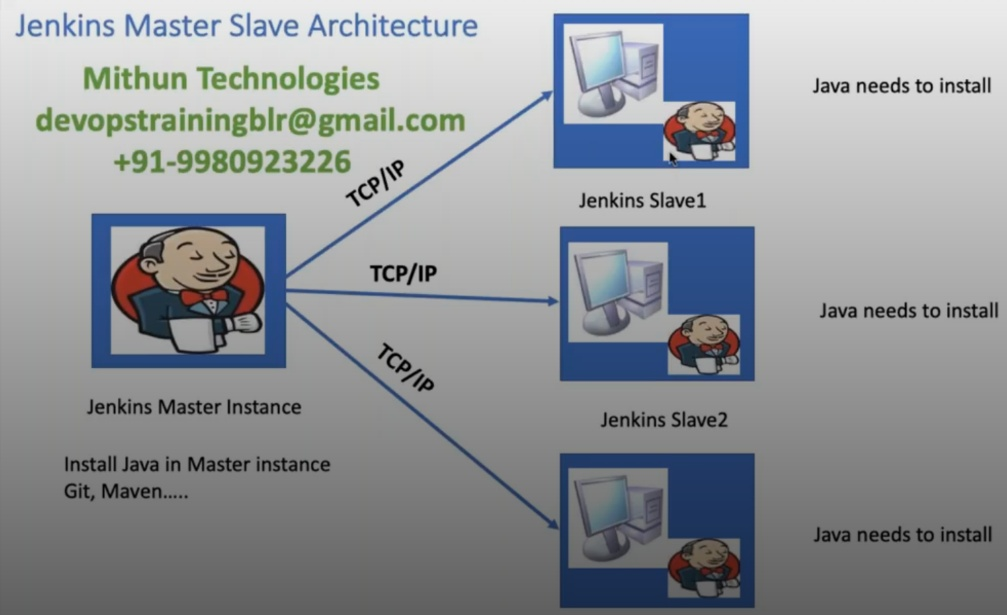 Jenkins Master Slave Architecture
Mithun Technologies
devopstrainingblr@gmail.com
+91-9980923226
TCP/IP
Java needs to install
Jenkins Slave1
TCP/IP
Java needs to install
TCP/IP
Jenkins Master Instance
Jenkins Slave2
Install Java in Master instance
Git, Maven.....
Java needs to install